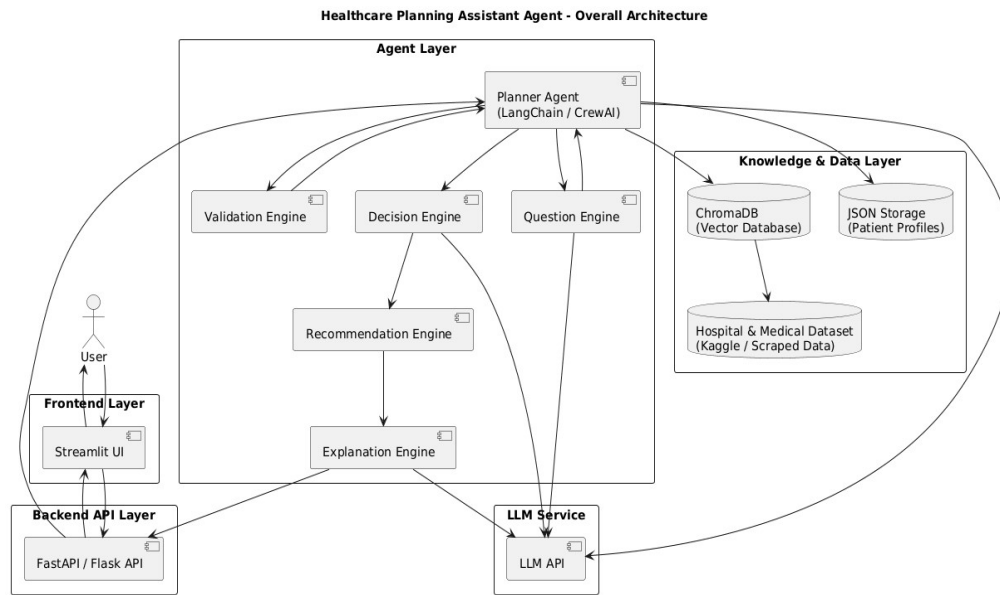 Healthcare Planning Assistant Agent - Overall Architecture
Agent Layer
Planner Agent
(LangChain / CrewAI)
Validation Engine
Decision Engine
Question Engine
Recommendation Engine
Explanation Engine
Knowledge & Data Layer
ChromaDB
(Vector Database)
JSON Storage
(Patient Profiles)
Hospital & Medical Dataset
(Kaggle / Scraped Data)
User
Frontend Layer
Streamlit UI
Backend API Layer
FastAPI / Flask API
LLM Service
LLM API